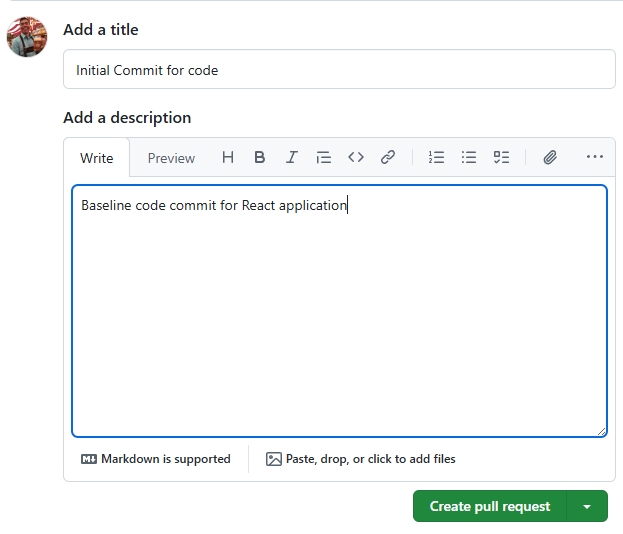 Add a title
Initial Commit for code
Add a description
Write Preview H B I
Baseline code commit for React application
M↓ Markdown is supported Paste, drop, or click to add files
Create pull request